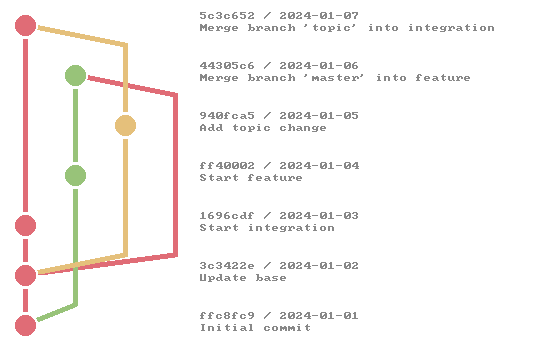 5c3c652 / 2024-01-07
Merge branch 'topic' into integration
44305c6 / 2024-01-06
Merge branch 'master' into feature
940fca5 / 2024-01-05
Add topic change
ff40002 / 2024-01-04
Start feature
1696cdf / 2024-01-03
Start integration
3c3422e / 2024-01-02
Update base
ffc8fc9 / 2024-01-01
Initial commit